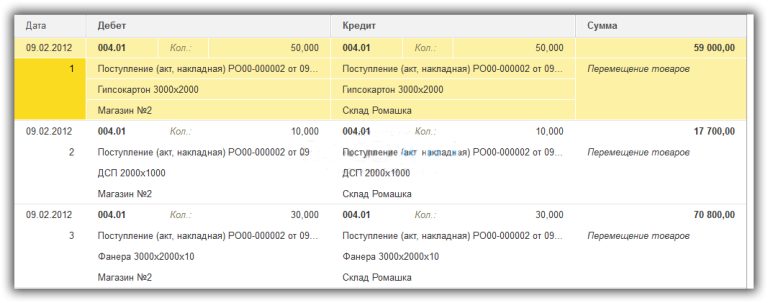 Дата Дебет Кредит Сумма
09.02.2012 004.01 Кол.: 50,000 004.01 Кол.: 50,000 59 000,00
1 Поступление (акт, накладная) РО00-000002 от 09... Поступление (акт, накладная) РО00-000002 от 09... Перемещение товаров
Гипсокартон 3000х2000 Гипсокартон 3000х2000
Магазин №2 Склад Ромашка
09.02.2012 004.01 Кол.: 10,000 004.01 Кол.: 10,000 17 700,00
2 Поступление (акт, накладная) РО00-000002 от 09 Поступление (акт, накладная) РО00-000002 от 09... Перемещение товаров
ДСП 2000х1000 ДСП 2000х1000
Магазин №2 Склад Ромашка
09.02.2012 004.01 Кол.: 30,000 004.01 Кол.: 30,000 70 800,00
3 Поступление (акт, накладная) РО00-000002 от 09... Поступление (акт, накладная) РО00-000002 от 09... Перемещение товаров
Фанера 3000х2000х10 Фанера 3000х2000х10
Магазин №2 Склад Ромашка